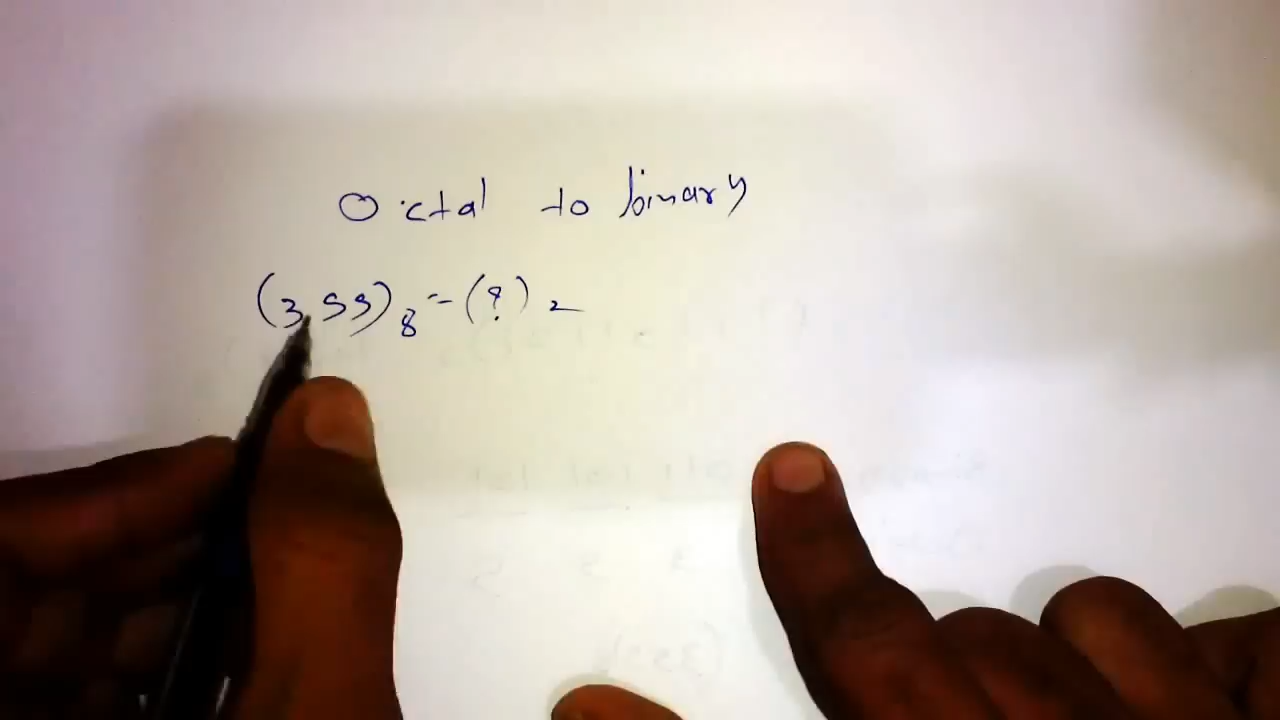 Octal to binary
(355)₈ = (?)₂